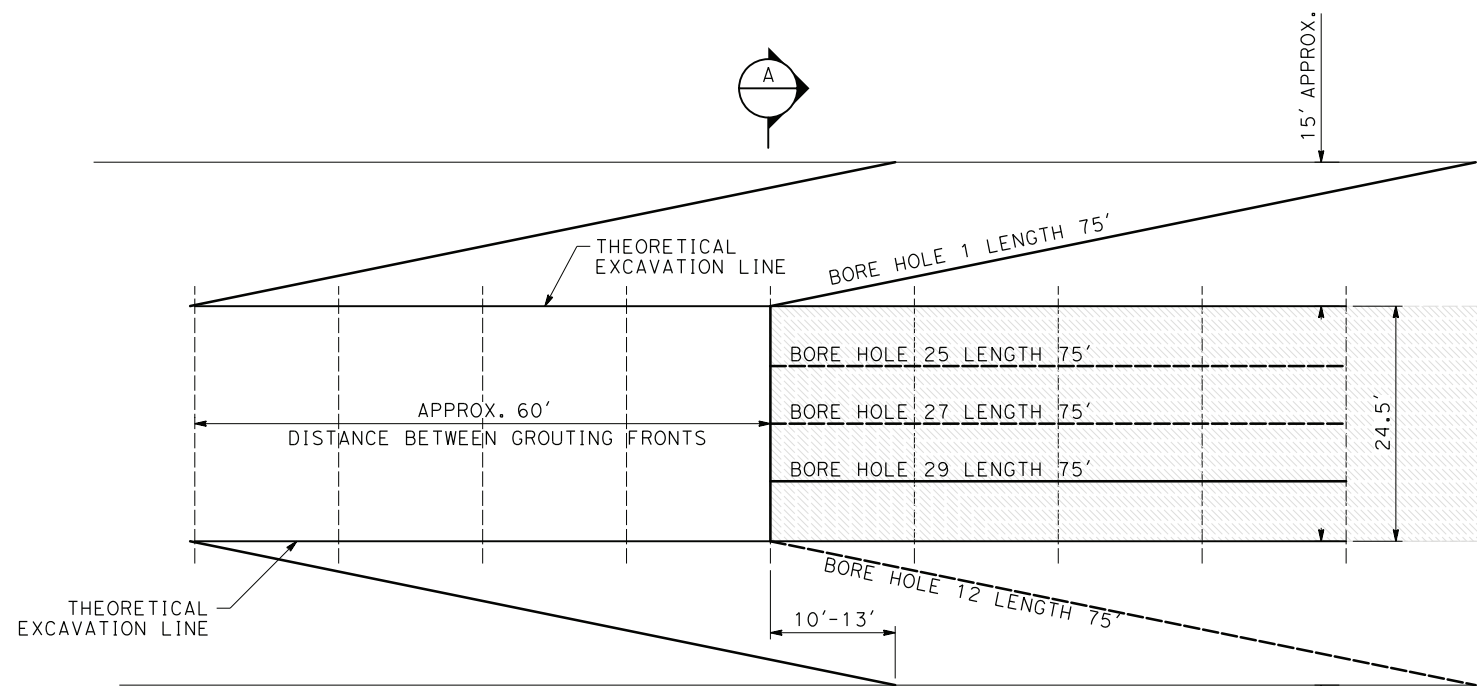 A
15' APPROX.
THEORETICAL
EXCAVATION LINE
BORE HOLE 1 LENGTH 75'
BORE HOLE 25 LENGTH 75'
APPROX. 60'
DISTANCE BETWEEN GROUTING FRONTS
BORE HOLE 27 LENGTH 75'
24.5'
BORE HOLE 29 LENGTH 75'
BORE HOLE 12 LENGTH 75'
THEORETICAL
EXCAVATION LINE
10'-13'